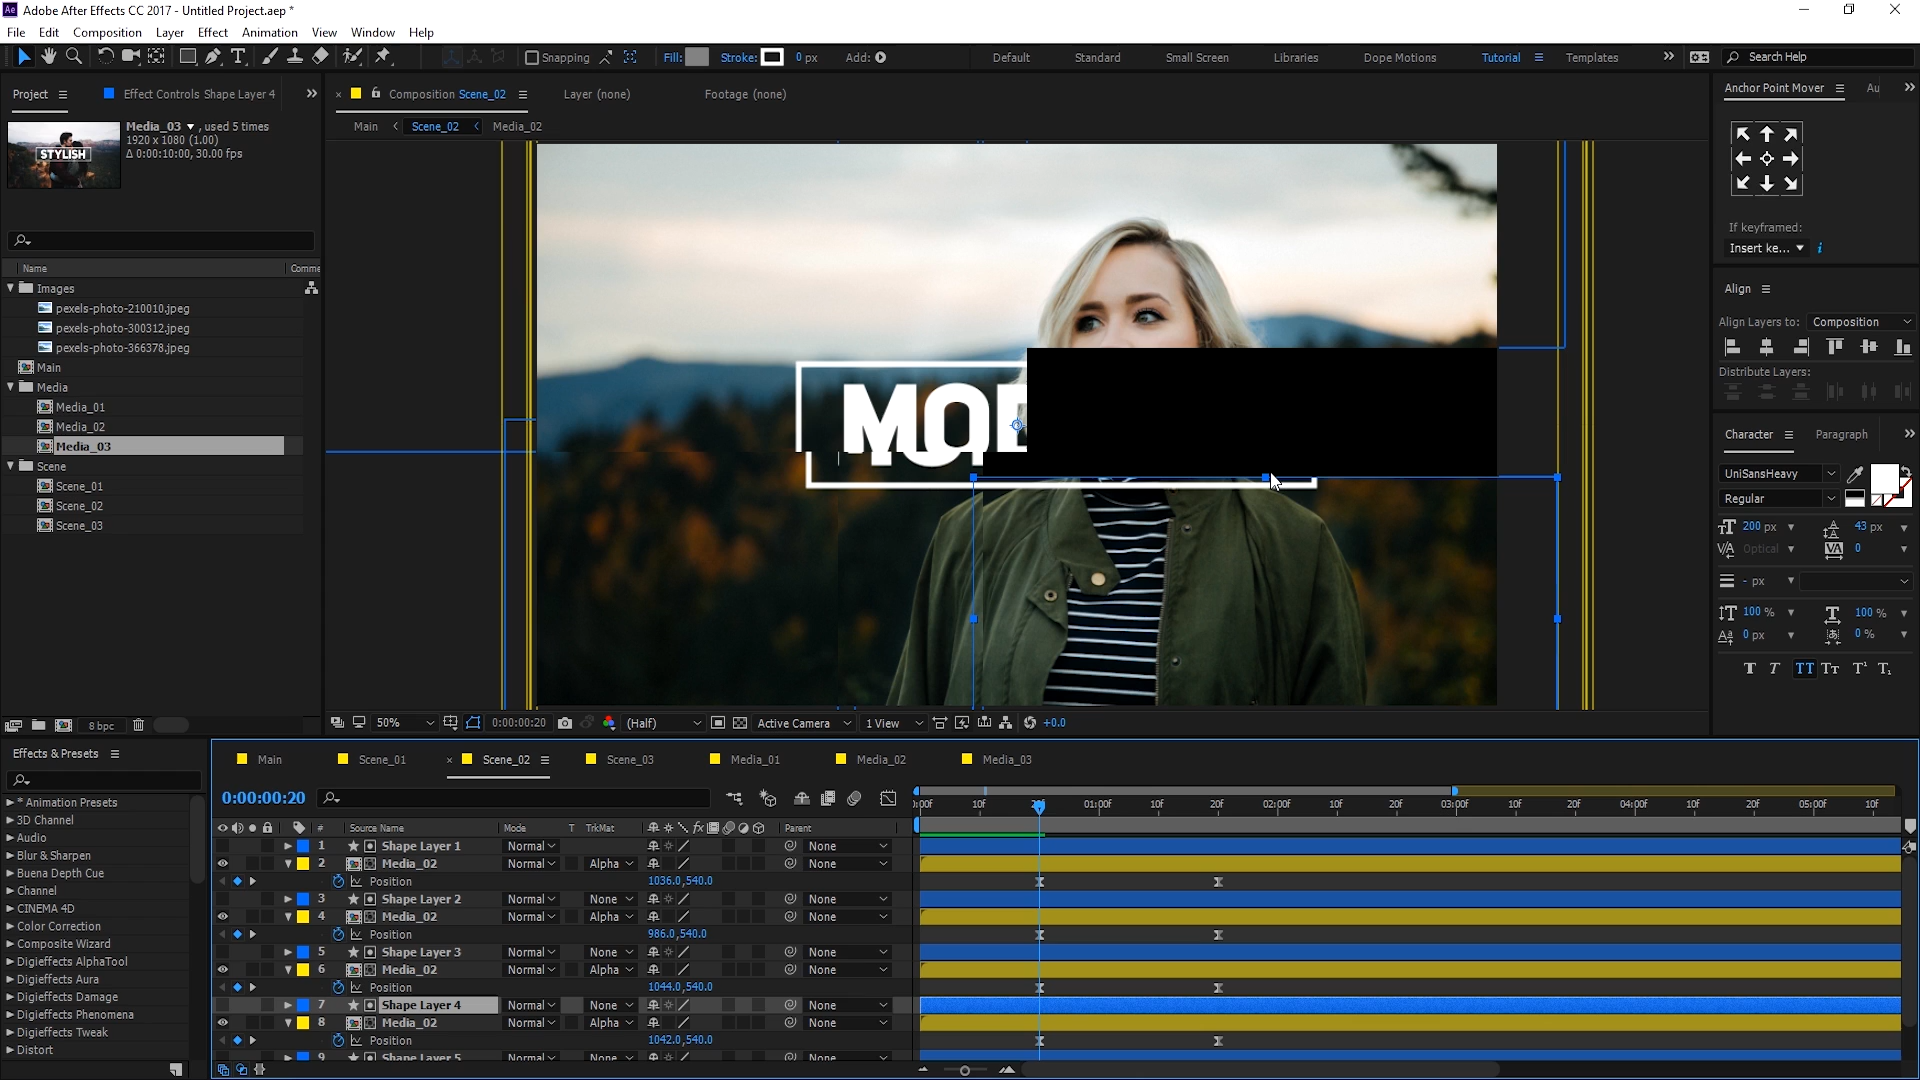 Adobe After Effects CC 2017 - Untitled Project.aep *
File Edit Composition Layer Effect Animation View Window Help
Snapping Fill: Stroke: 0 px Add: Default Standard Small Screen Libraries Dope Motions Tutorial Templates Search Help
Project Effect Controls Shape Layer 4
Composition Scene_02 Layer (none) Footage (none)
Main Scene_02 Media_02
Media_03 , used 5 times
1920 x 1080 (1.00)
Δ 0:00:10:00, 30.00 fps
STYLISH
Name Comme
Images
pexels-photo-210010.jpeg
pexels-photo-300312.jpeg
pexels-photo-366378.jpeg
Main
Media
Media_01
Media_02
Media_03
Scene
Scene_01
Scene_02
Scene_03
8 bpc
50% 0:00:00:20 (Half) Active Camera 1 View +0.0
Anchor Point Mover Au
If keyframed:
Insert ke...
Align
Align Layers to: Composition
Distribute Layers:
Character Paragraph
UniSansHeavy
Regular
200 px 43 px
Optical 0
- px
100 % 100 %
0 px 0 %
Effects & Presets
* Animation Presets
3D Channel
Audio
Blur & Sharpen
Buena Depth Cue
Channel
CINEMA 4D
Color Correction
Composite Wizard
Digieffects AlphaTool
Digieffects Aura
Digieffects Damage
Digieffects Phenomena
Digieffects Tweak
Distort
Main Scene_01 Scene_02 Scene_03 Media_01 Media_02 Media_03
0:00:00:20
10f 01:00f 10f 20f 02:00f 10f 20f 03:00f 10f 20f 04:00f 10f 20f 05:00f 10f
# Source Name Mode T TrkMat Parent
1 Shape Layer 1 Normal None
2 Media_02 Normal Alpha None
Position 1036.0,540.0
3 Shape Layer 2 Normal None None
4 Media_02 Normal Alpha None
Position 986.0,540.0
5 Shape Layer 3 Normal None None
6 Media_02 Normal Alpha None
Position 1044.0,540.0
7 Shape Layer 4 Normal None None
8 Media_02 Normal Alpha None
Position 1042.0,540.0
9 Shape Layer 5 Normal None None